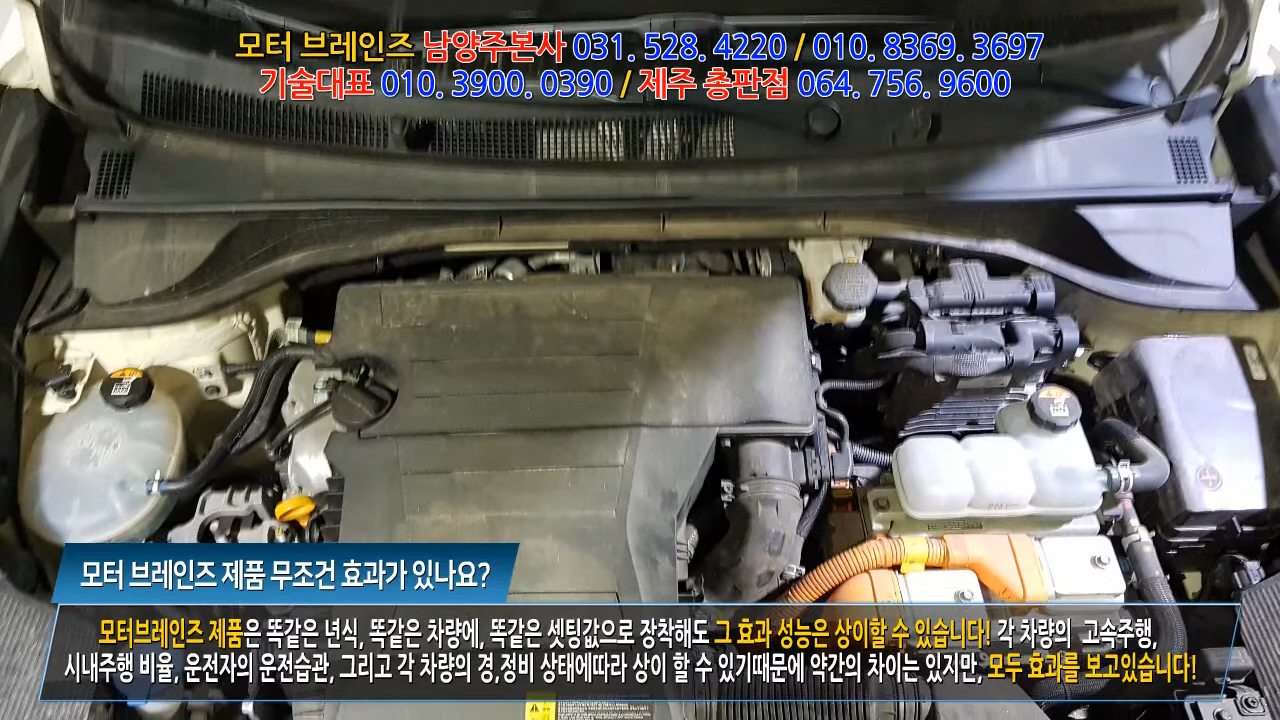 모터 브레인즈 남양주본사 031. 528. 4220 / 010. 8369. 3697
기술대표 010. 3900. 0390 / 제주 총판점 064. 756. 9600
모터 브레인즈 제품 무조건 효과가 있나요?
모터브레인즈 제품은 똑같은 년식, 똑같은 차량에, 똑같은 셋팅값으로 장착해도 그 효과 성능은 상이할 수 있습니다! 각 차량의 고속주행,
시내주행 비율, 운전자의 운전습관, 그리고 각 차량의 경,정비 상태에따라 상이 할 수 있기때문에 약간의 차이는 있지만, 모두 효과를 보고있습니다!